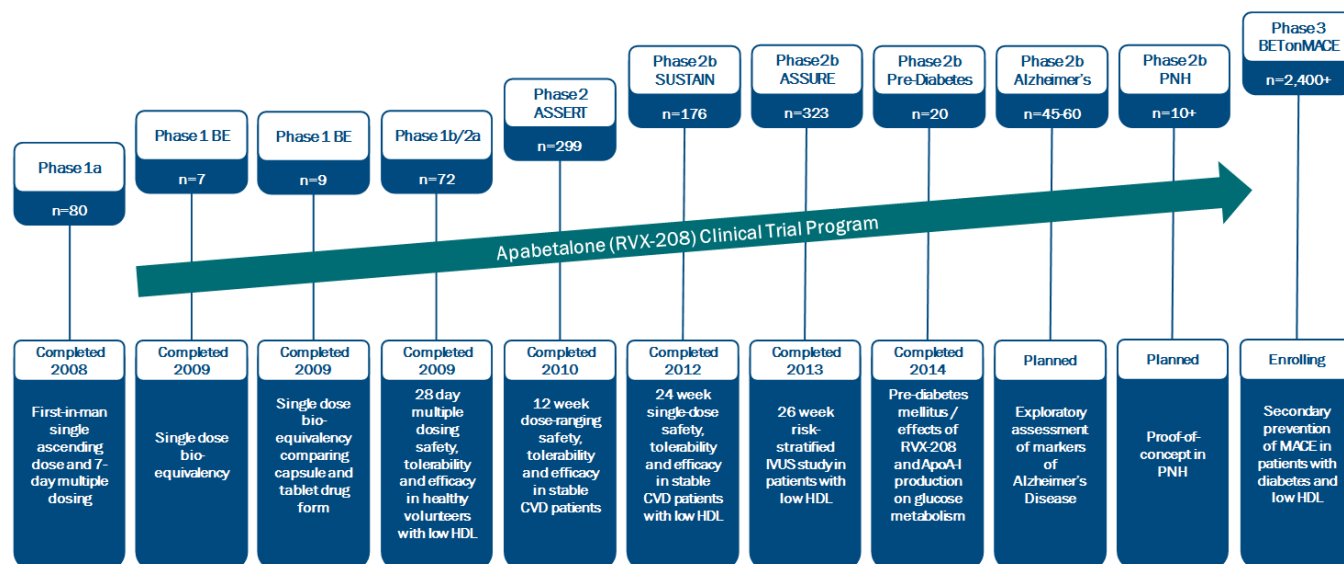 Phase 1a
n=80
Phase 1 BE
n=7
Phase 1 BE
n=9
Phase 1b/2a
n=72
Phase 2
ASSERT
n=299
Phase 2b
SUSTAIN
n=176
Phase 2b
ASSURE
n=323
Phase 2b
Pre-Diabetes
n=20
Phase 2b
Alzheimer's
n=45-60
Phase 2b
PNH
n=10+
Phase 3
BETonMACE
n=2,400+
Apabetalone (RVX-208) Clinical Trial Program
Completed
2008
First-in-man
single
ascending
dose and 7-
day multiple
dosing
Completed
2009
Single dose
bio-
equivalency
Completed
2009
Single dose
bio-
equivalency
comparing
capsule and
tablet drug
form
Completed
2009
28 day
multiple
dosing
safety,
tolerability
and efficacy
in healthy
volunteers
with low HDL
Completed
2010
12 week
dose-ranging
safety,
tolerability
and efficacy
in stable
CVD patients
Completed
2012
24 week
single-dose
safety,
tolerability
and efficacy
in stable
CVD patients
with low HDL
Completed
2013
26 week
risk-
stratified
IVUS study in
patients with
low HDL
Completed
2014
Pre-diabetes
mellitus /
effects of
RVX-208
and ApoA-I
production
on glucose
metabolism
Planned
Exploratory
assessment
of markers
of
Alzheimer's
Disease
Planned
Proof-of-
concept in
PNH
Enrolling
Secondary
prevention
of MACE in
patients with
diabetes and
low HDL